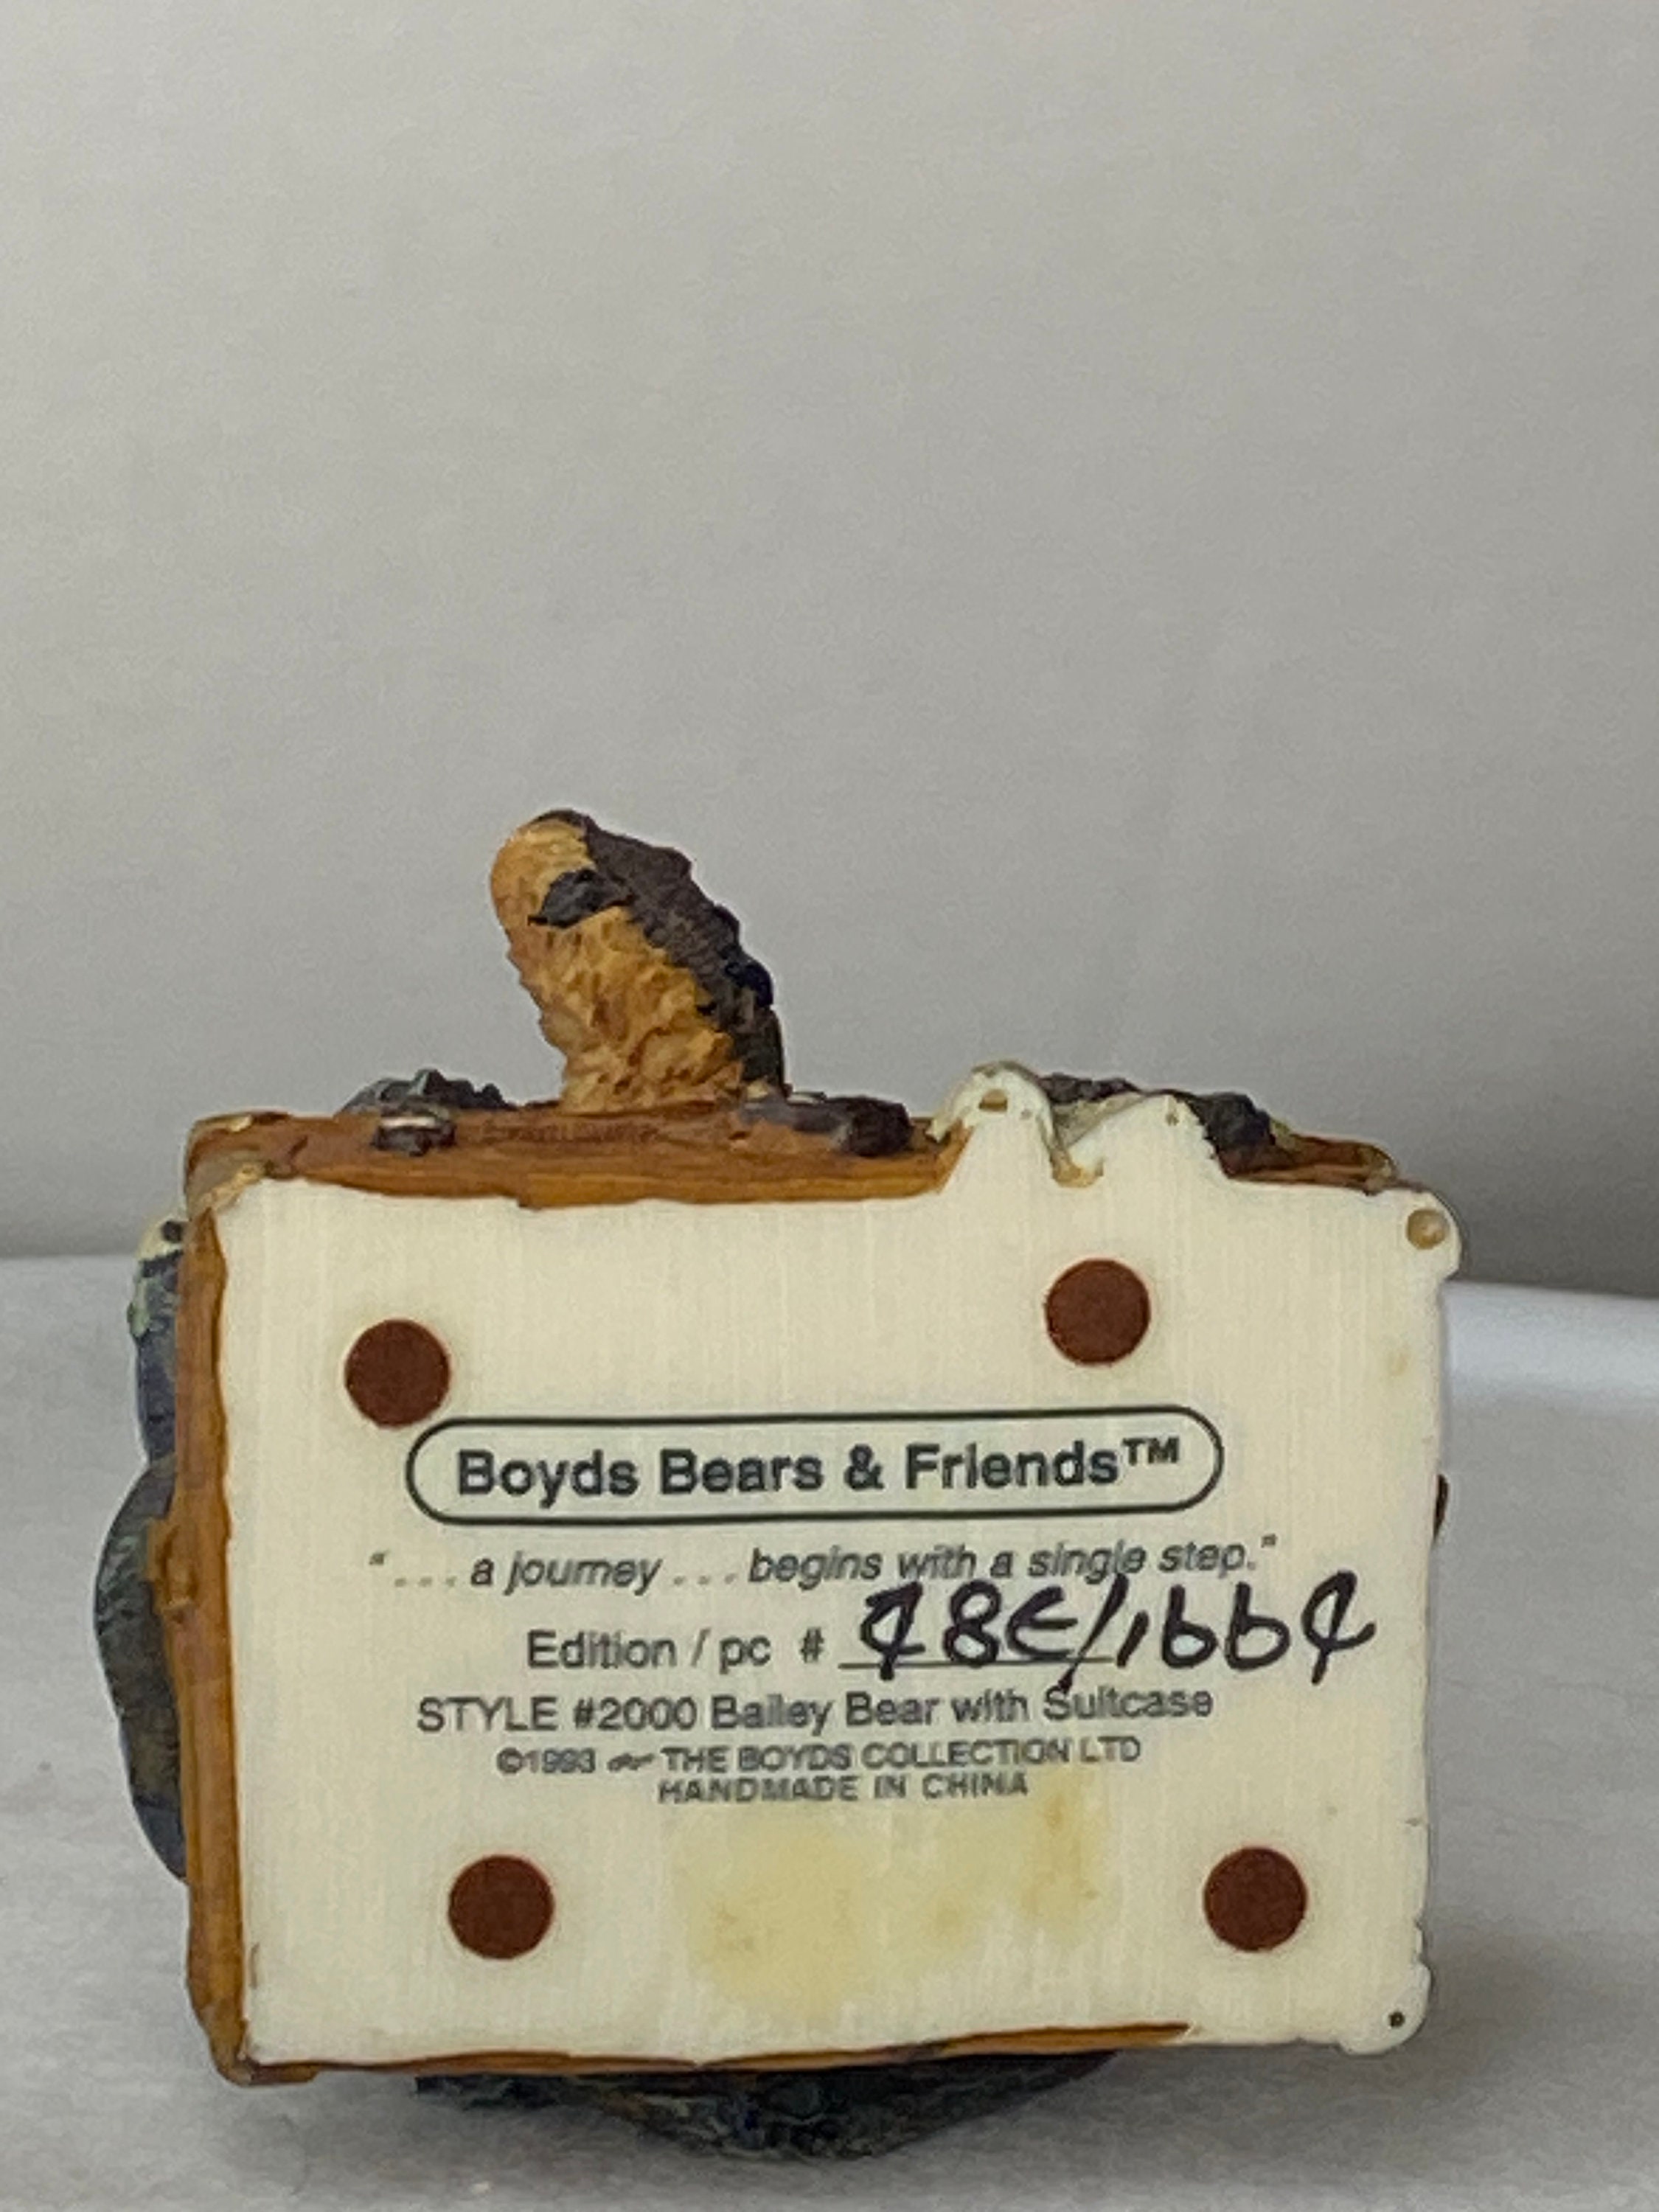 Boyds Bears & Friends™
"... a journey ... begins with a single step."
Edition / pc # 48E/1664
STYLE #2000 Bailey Bear with Suitcase
©1993 THE BOYDS COLLECTION LTD
HANDMADE IN CHINA